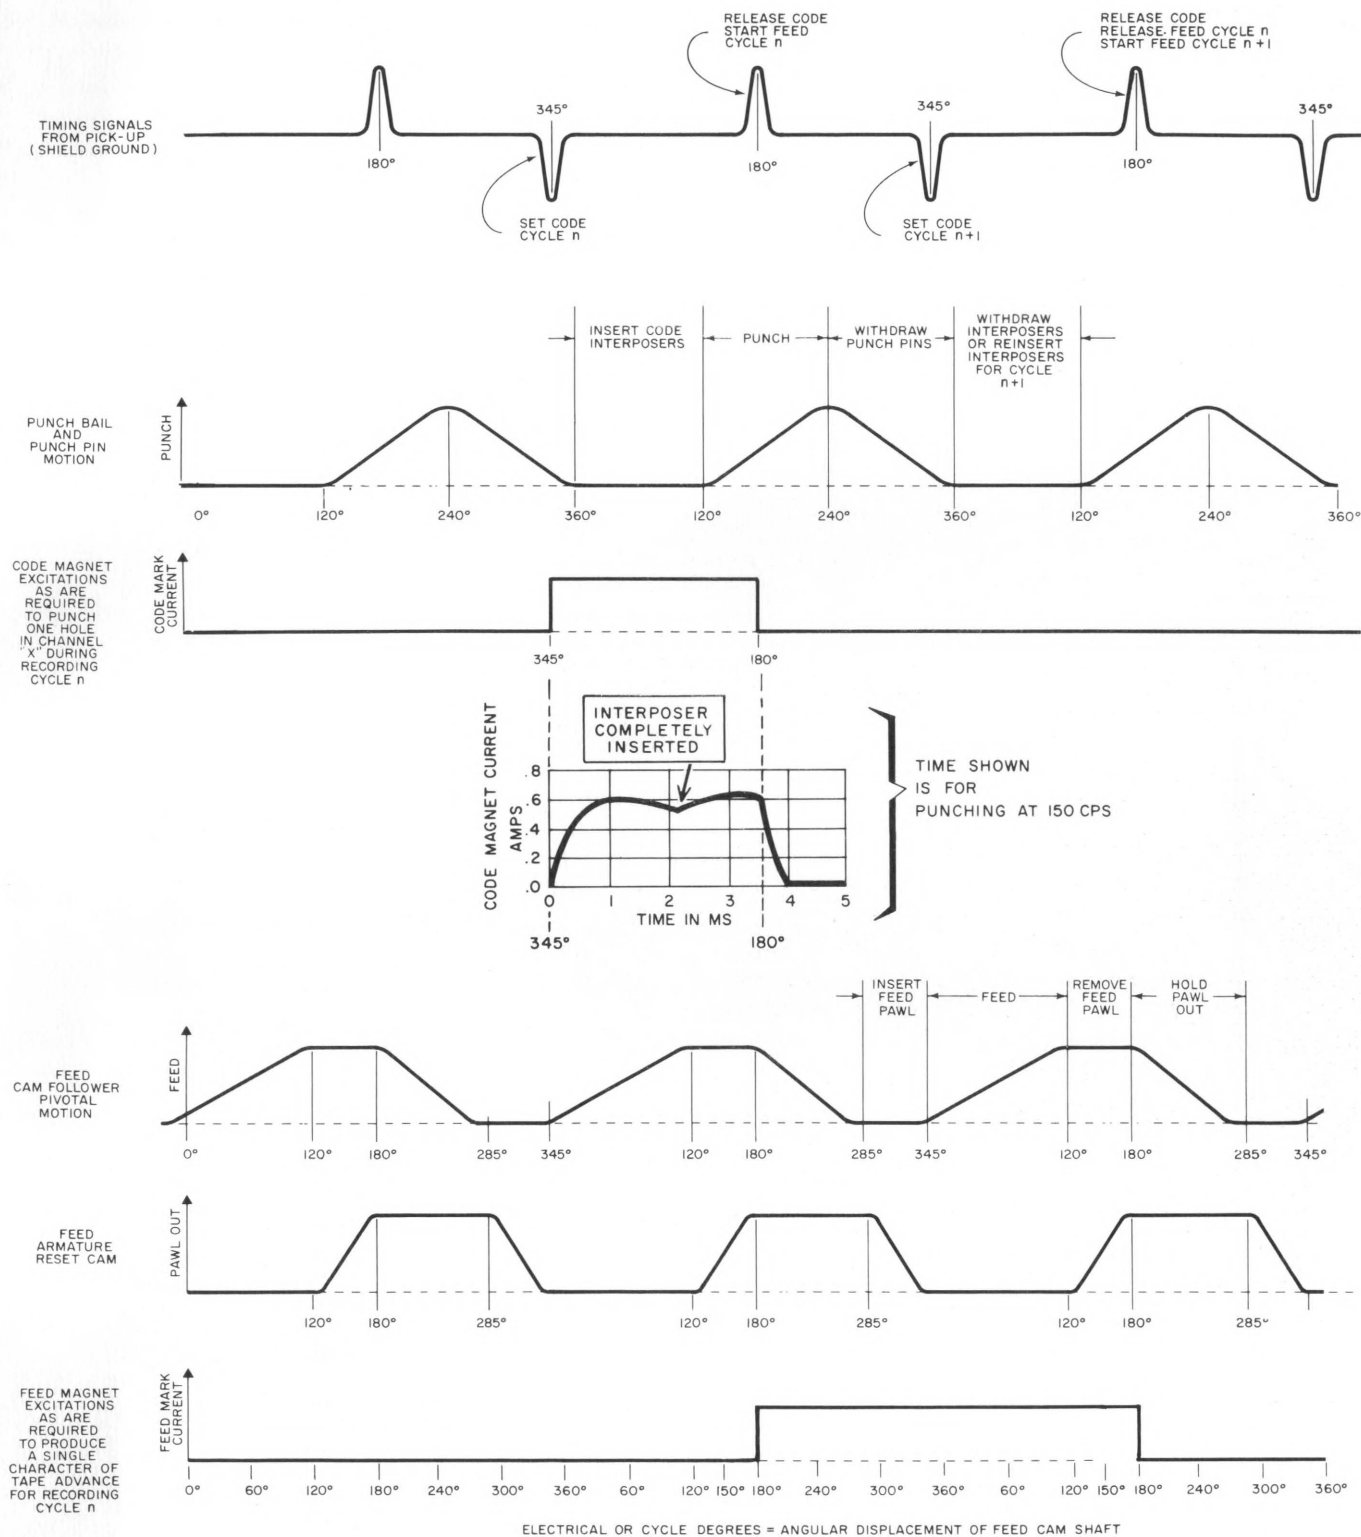 RELEASE CODE
START FEED
CYCLE n
RELEASE CODE
RELEASE FEED CYCLE n
START FEED CYCLE n+1
TIMING SIGNALS
FROM PICK-UP
(SHIELD GROUND)
345°
345°
345°
180°
180°
180°
SET CODE
CYCLE n
SET CODE
CYCLE n+1
INSERT CODE
INTERPOSERS
PUNCH
WITHDRAW
PUNCH PINS
WITHDRAW
INTERPOSERS
OR REINSERT
INTERPOSERS
FOR CYCLE
n+1
PUNCH BAIL
AND
PUNCH PIN
MOTION
PUNCH
0° 120° 240° 360° 120° 240° 360° 120° 240° 360°
CODE MAGNET
EXCITATIONS
AS ARE
REQUIRED
TO PUNCH
ONE HOLE
IN CHANNEL
"X" DURING
RECORDING
CYCLE n
CODE MARK
CURRENT
345° 180°
INTERPOSER
COMPLETELY
INSERTED
CODE MAGNET CURRENT
AMPS
.8
.6
.4
.2
.0
0 1 2 3 4 5
TIME IN MS
345° 180°
TIME SHOWN
IS FOR
PUNCHING AT 150 CPS
INSERT
FEED
PAWL
FEED
REMOVE
FEED
PAWL
HOLD
PAWL
OUT
FEED
CAM FOLLOWER
PIVOTAL
MOTION
FEED
0° 120° 180° 285° 345° 120° 180° 285° 345° 120° 180° 285° 345°
FEED
ARMATURE
RESET CAM
PAWL OUT
120° 180° 285° 120° 180° 285° 120° 180° 285°
FEED MAGNET
EXCITATIONS
AS ARE
REQUIRED
TO PRODUCE
A SINGLE
CHARACTER OF
TAPE ADVANCE
FOR RECORDING
CYCLE n
FEED MARK
CURRENT
0° 60° 120° 180° 240° 300° 360° 60° 120° 180° 240° 300° 360° 60° 120° 150° 180° 240° 300° 360°
ELECTRICAL OR CYCLE DEGREES = ANGULAR DISPLACEMENT OF FEED CAM SHAFT